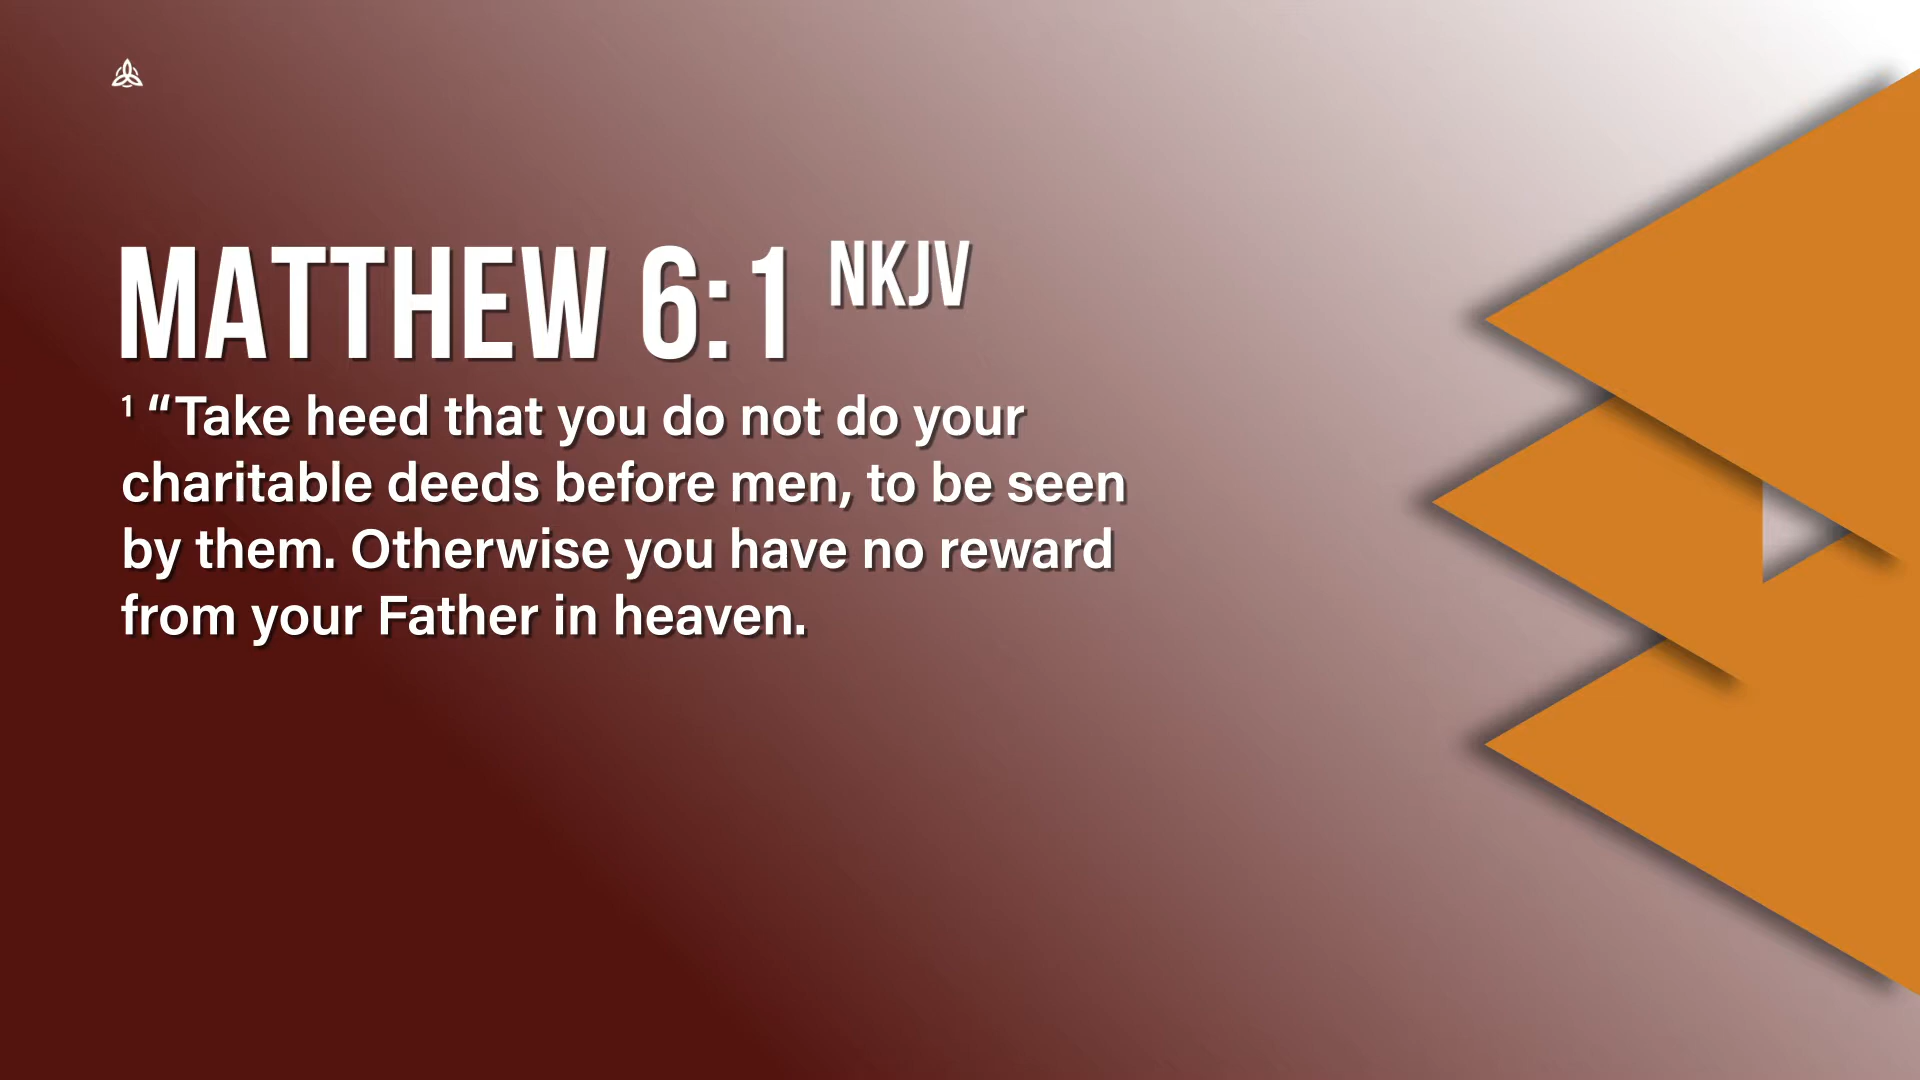 MATTHEW 6:1 NKJV
1 “Take heed that you do not do your
charitable deeds before men, to be seen
by them. Otherwise you have no reward
from your Father in heaven.